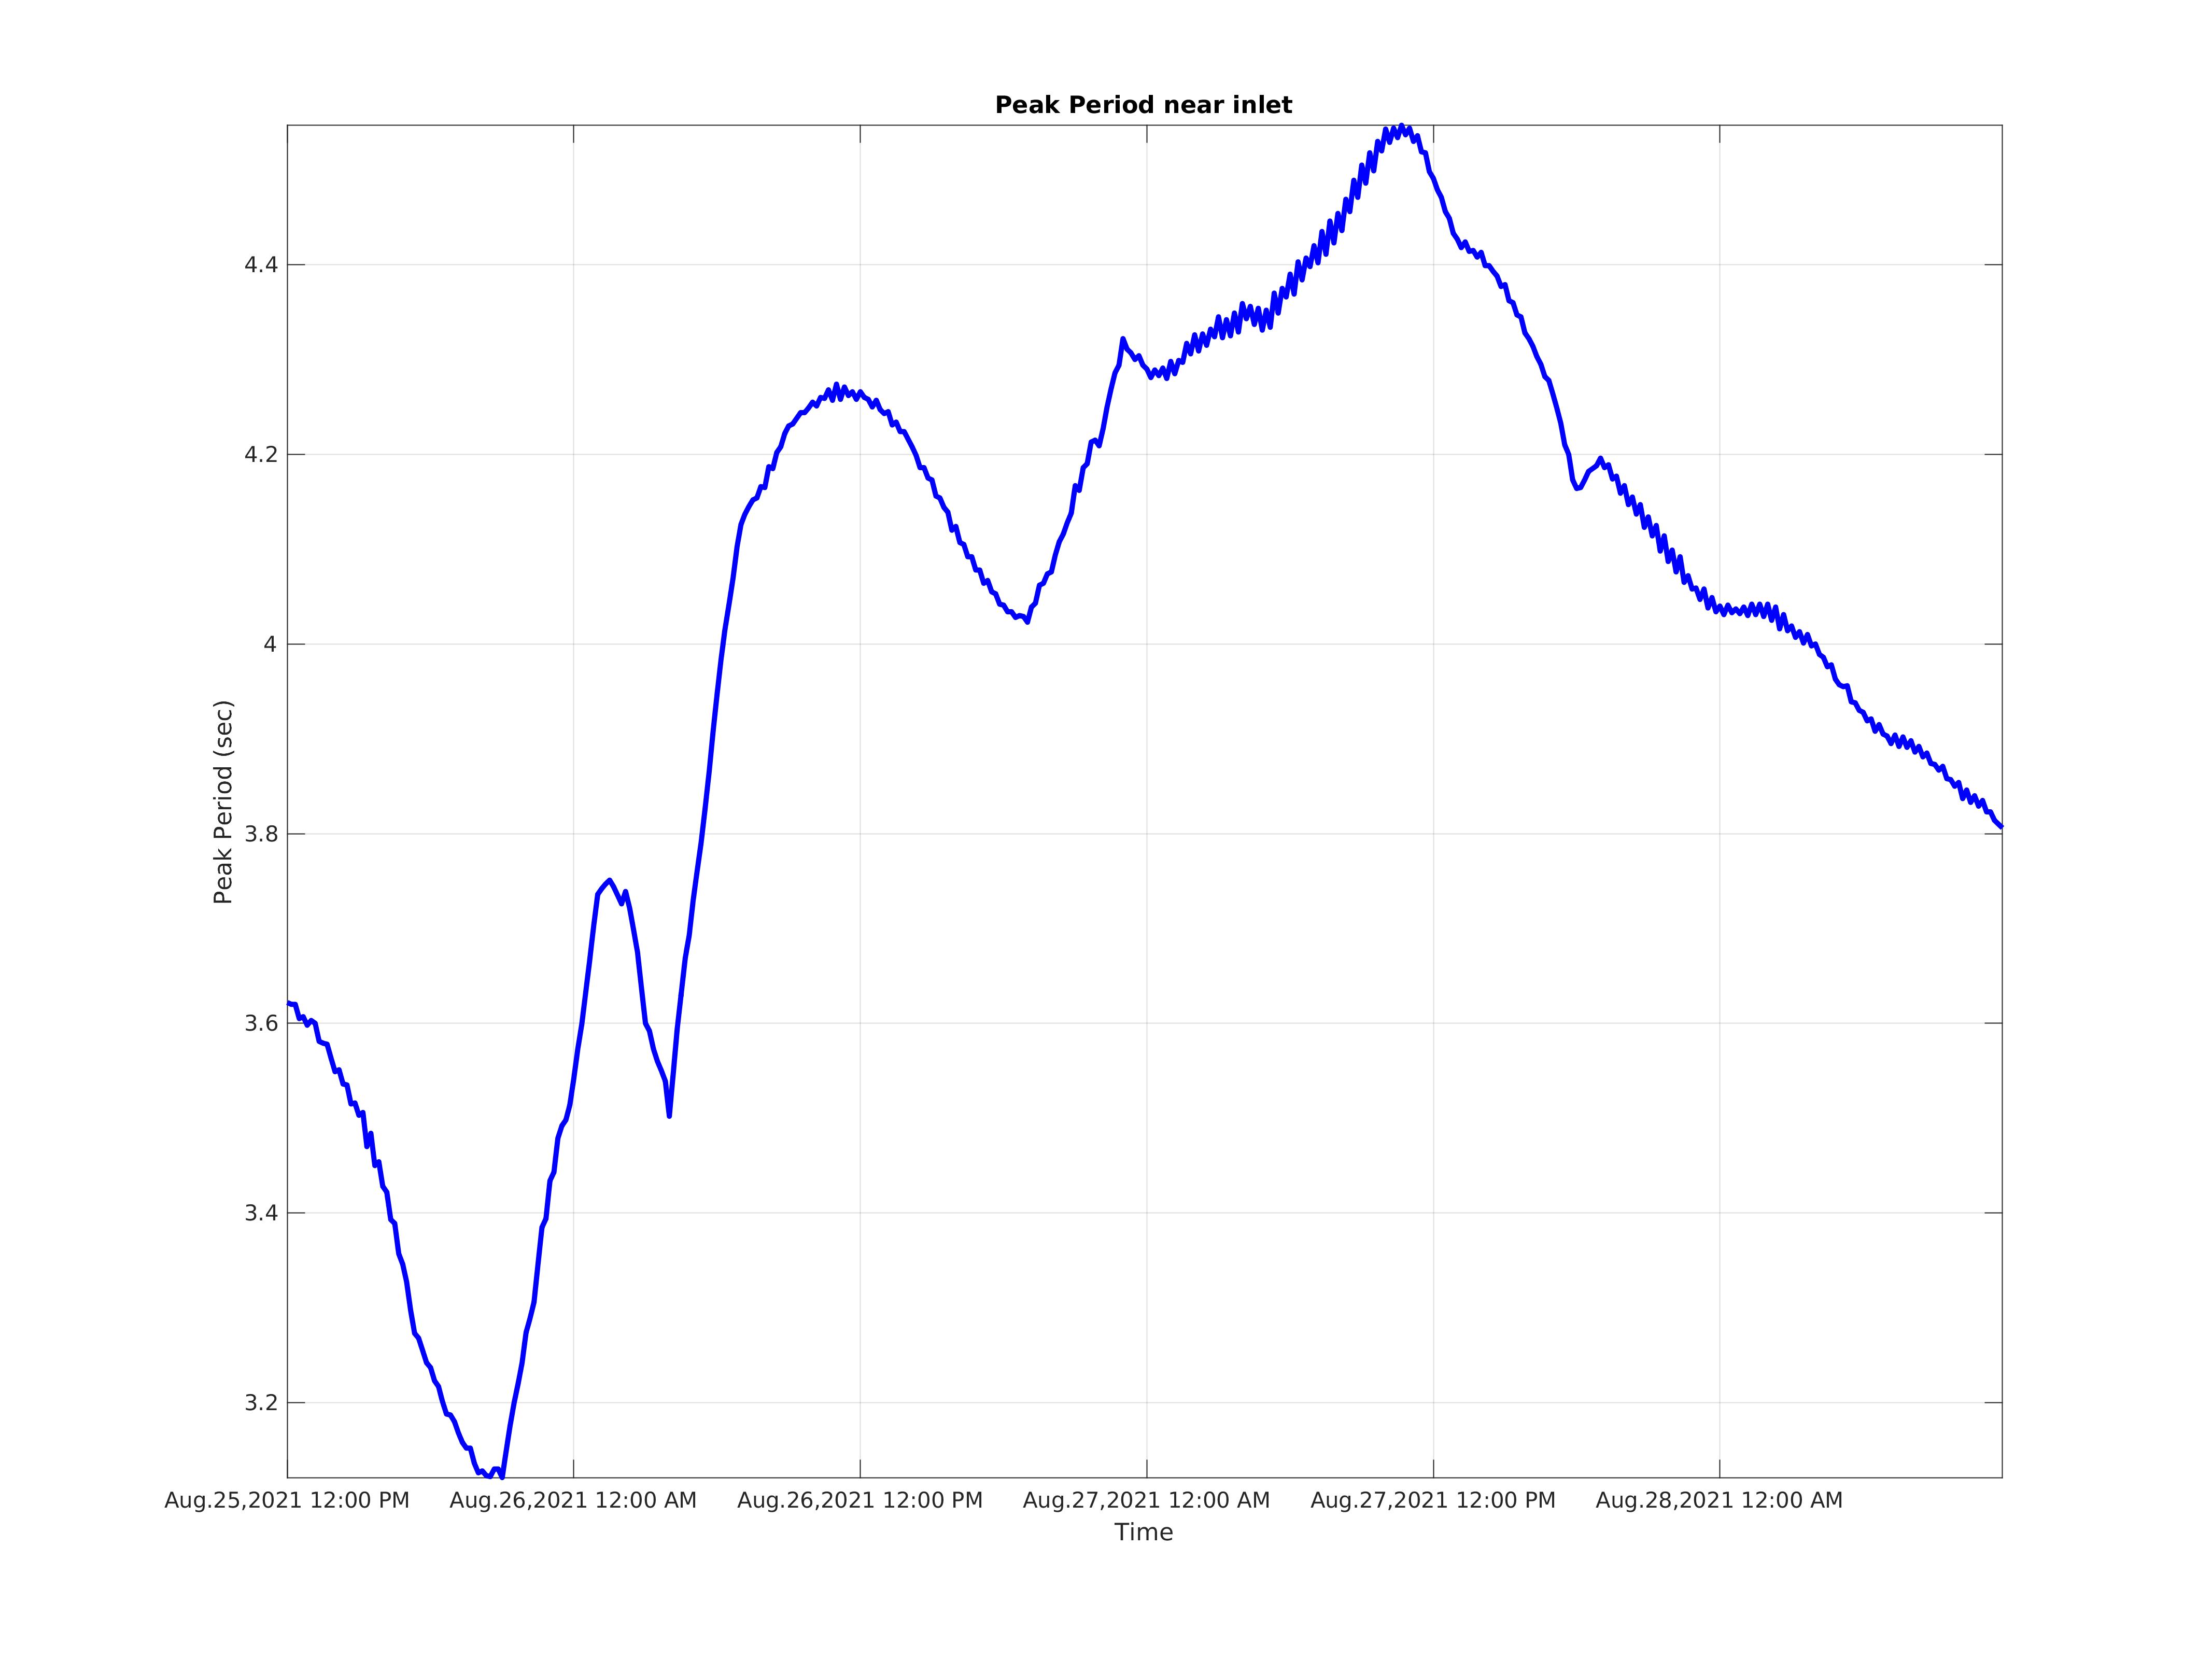 Peak Period near inlet
Peak Period (sec)
4.4
4.2
4
3.8
3.6
3.4
3.2
Aug.25,2021 12:00 PM
Aug.26,2021 12:00 AM
Aug.26,2021 12:00 PM
Aug.27,2021 12:00 AM
Aug.27,2021 12:00 PM
Aug.28,2021 12:00 AM
Time